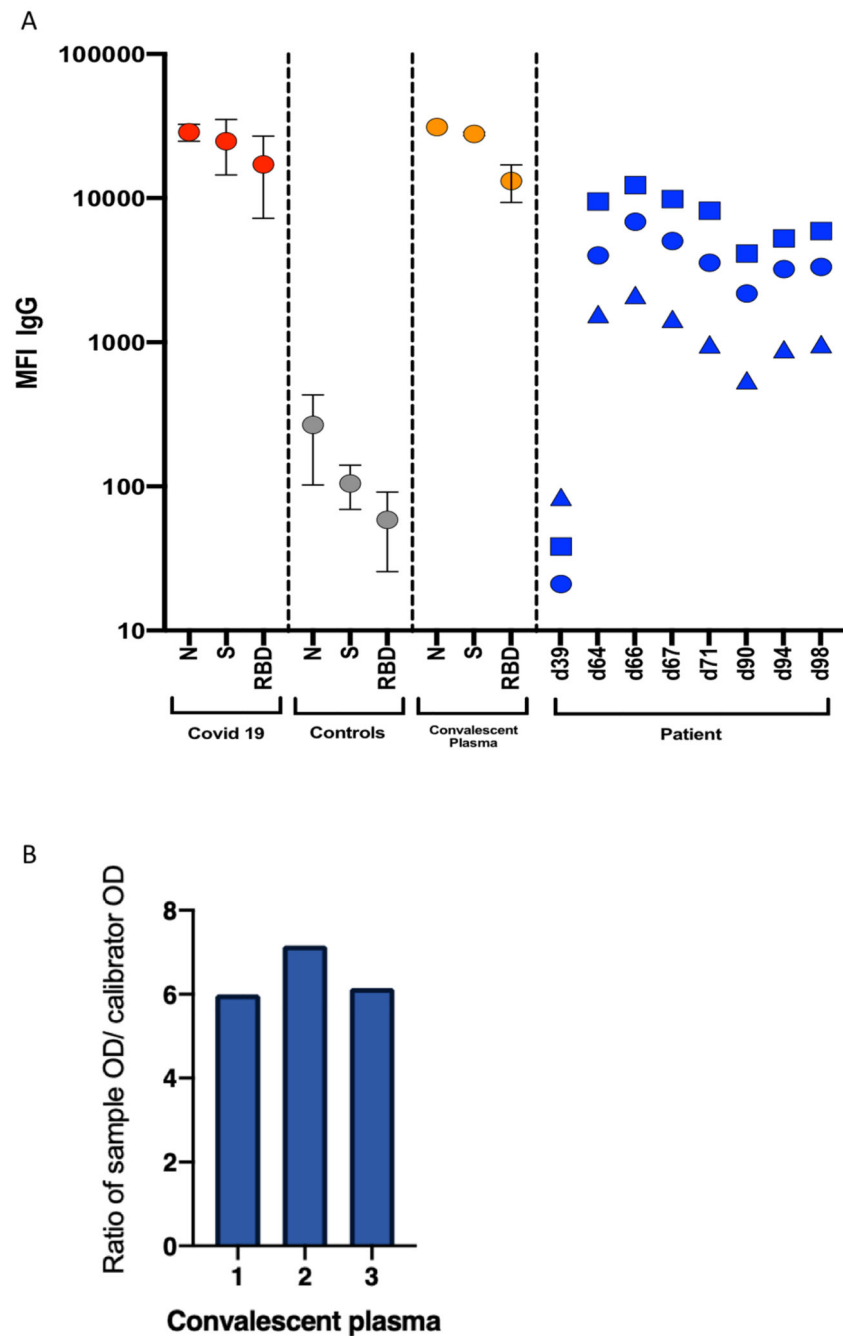 A
MFI IgG
100000
10000
1000
100
10
N S RBD N S RBD N S RBD d39 d64 d66 d67 d71 d90 d94 d98
Covid 19 Controls Convalescent Plasma Patient
B
Ratio of sample OD/ calibrator OD
8
6
4
2
0
1 2 3
Convalescent plasma